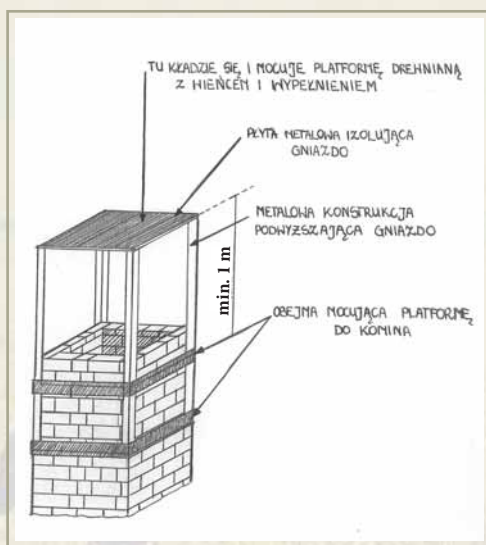 TU KŁADZIE SIĘ I MOCUJE PLATFORMĘ DREWNIANĄ
Z WIEŃCEM I WYPEŁNIENIEM
PŁYTA METALOWA IZOLUJĄCA
GNIAZDO
METALOWA KONSTRUKCJA
PODWYŻSZAJĄCA GNIAZDO
min. 1 m
OBEJMA MOCUJĄCA PLATFORMĘ
DO KOMINA